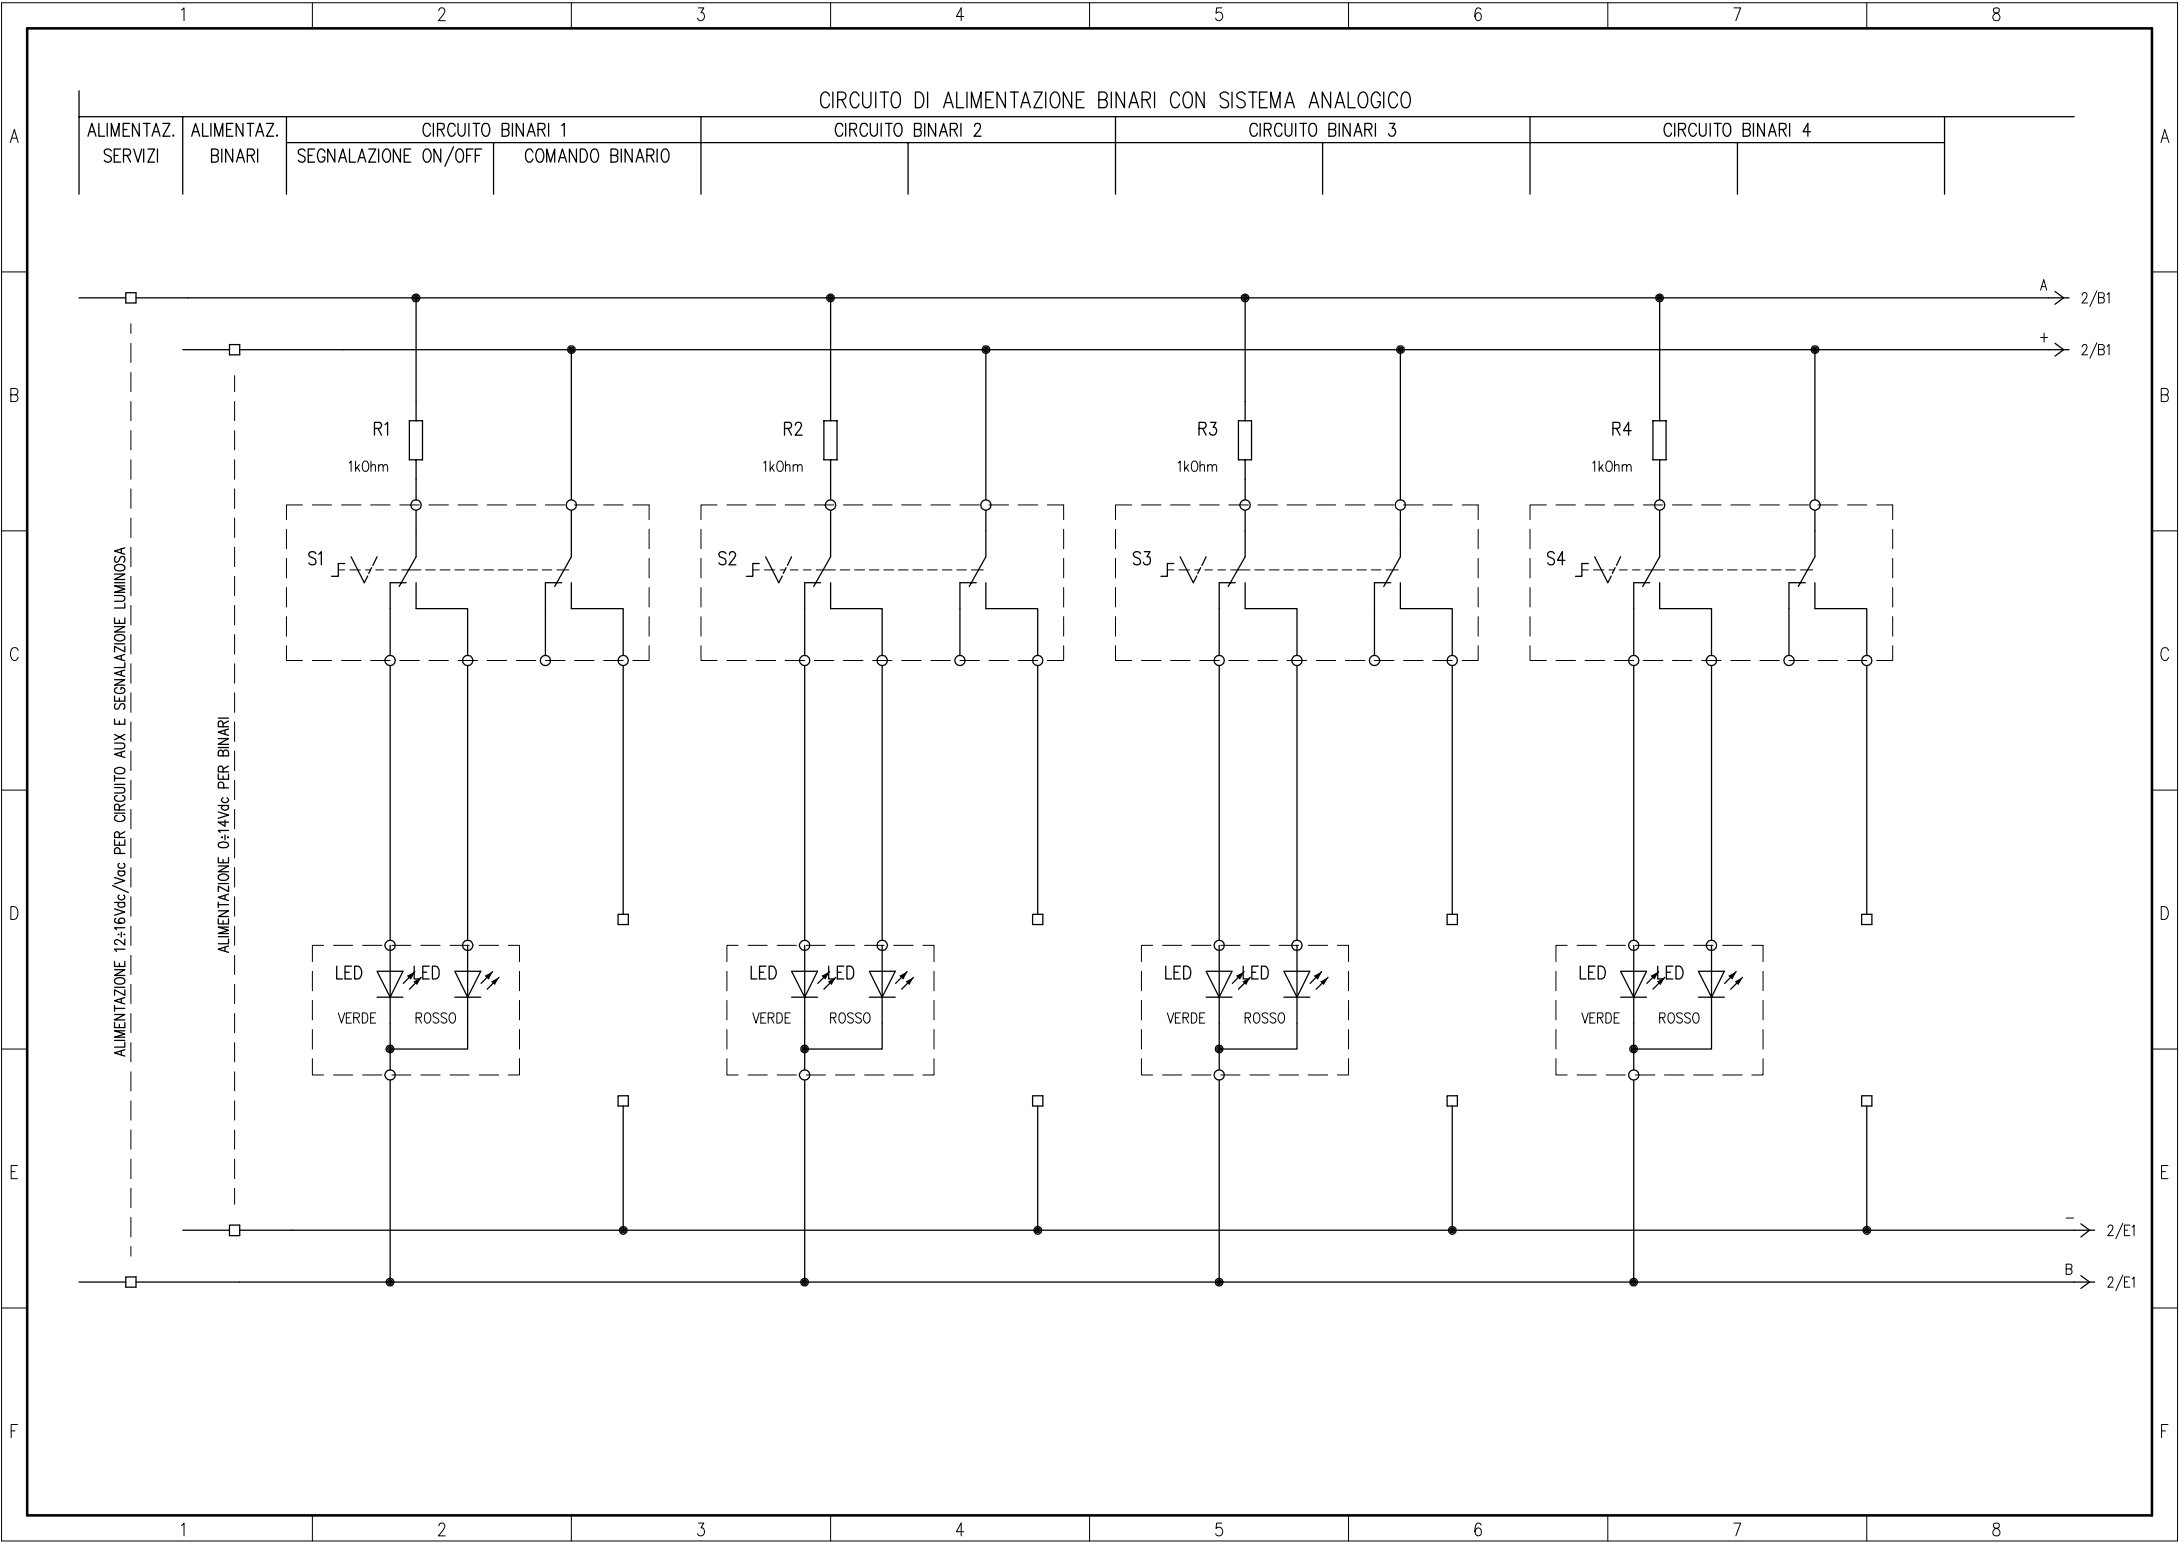 1 2 3 4 5 6 7 8
CIRCUITO DI ALIMENTAZIONE BINARI CON SISTEMA ANALOGICO
A ALIMENTAZ. ALIMENTAZ. CIRCUITO BINARI 1 CIRCUITO BINARI 2 CIRCUITO BINARI 3 CIRCUITO BINARI 4 A
SERVIZI BINARI SEGNALAZIONE ON/OFF COMANDO BINARIO
A 2/B1
+ 2/B1
B B
R1 R2 R3 R4
1kOhm 1kOhm 1kOhm 1kOhm
S1 S2 S3 S4
C C
ALIMENTAZIONE 12÷16Vdc/Vac PER CIRCUITO AUX E SEGNALAZIONE LUMINOSA
ALIMENTAZIONE 0÷14Vdc PER BINARI
D D
LED LED LED LED LED LED LED LED
VERDE ROSSO VERDE ROSSO VERDE ROSSO VERDE ROSSO
E E
- 2/E1
B 2/E1
F F
1 2 3 4 5 6 7 8